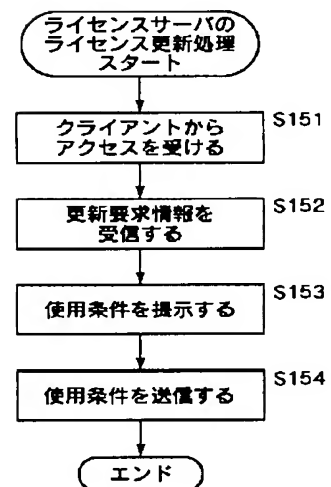 ライセンスサーバの
ライセンス更新処理
スタート
クライアントから
アクセスを受ける
S151
更新要求情報を
受信する
S152
使用条件を提示する
S153
使用条件を送信する
S154
エンド